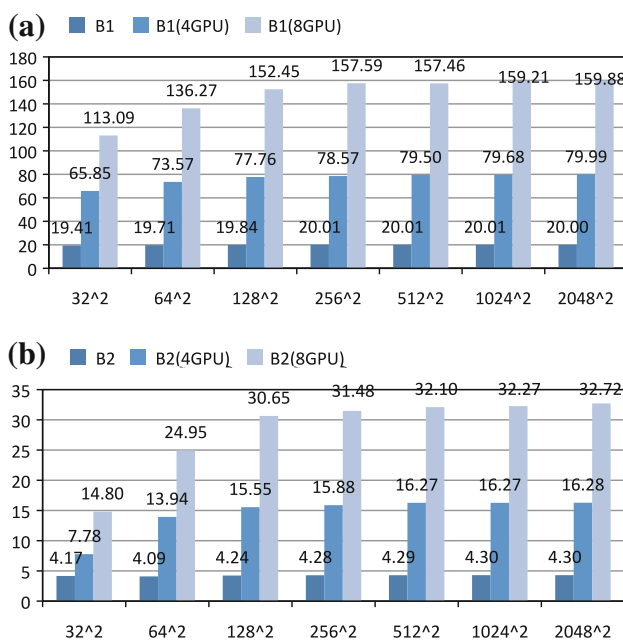 (a) B1 B1(4GPU) B1(8GPU)
180
160
140
120
100
80
60
40
20
0
113.09 136.27 152.45 157.59 157.46 159.21 159.88
65.85 73.57 77.76 78.57 79.50 79.68 79.99
19.41 19.71 19.84 20.01 20.01 20.01 20.00
32^2 64^2 128^2 256^2 512^2 1024^2 2048^2
(b) B2 B2(4GPU) B2(8GPU)
35
30
25
20
15
10
5
0
14.80 24.95 30.65 31.48 32.10 32.27 32.72
7.78 13.94 15.55 15.88 16.27 16.27 16.28
4.17 4.09 4.24 4.28 4.29 4.30 4.30
32^2 64^2 128^2 256^2 512^2 1024^2 2048^2